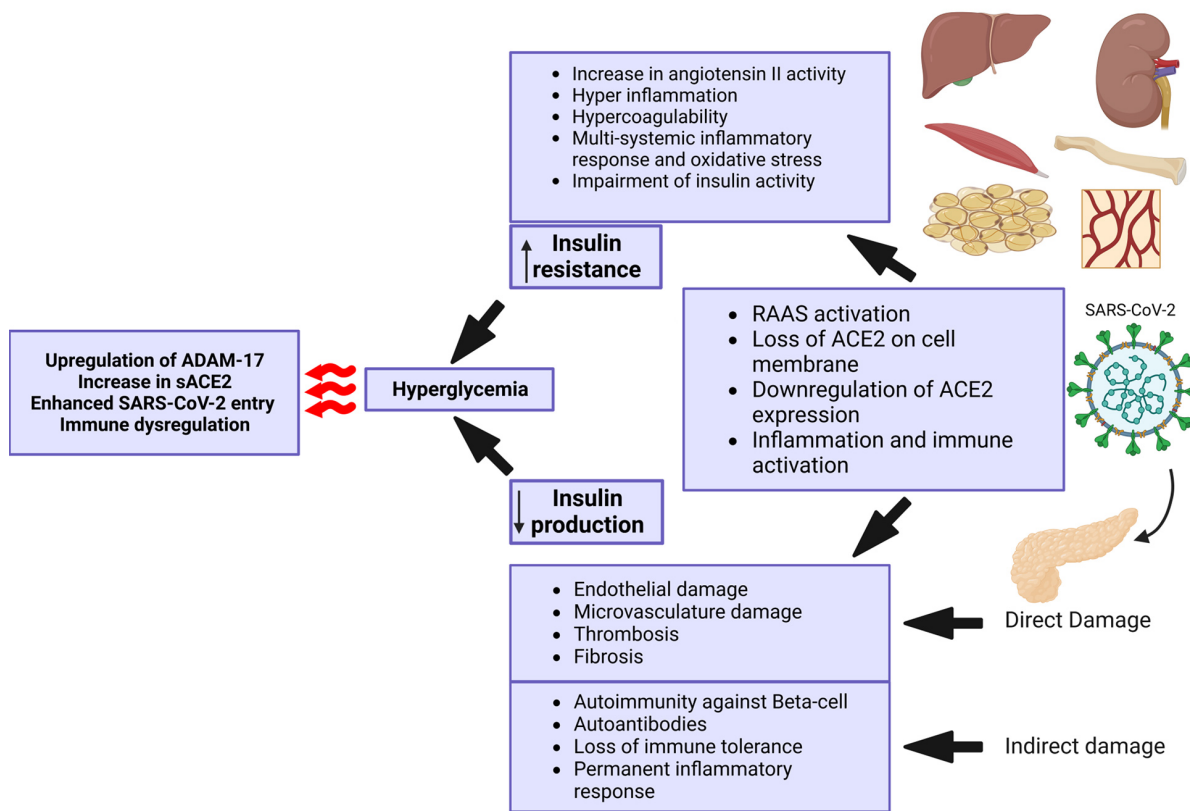 • Increase in angiotensin II activity
• Hyper inflammation
• Hypercoagulability
• Multi-systemic inflammatory
response and oxidative stress
• Impairment of insulin activity
Insulin
resistance
• RAAS activation
• Loss of ACE2 on cell
membrane
• Downregulation of ACE2
expression
• Inflammation and immune
activation
SARS-CoV-2
Upregulation of ADAM-17
Increase in sACE2
Enhanced SARS-CoV-2 entry
Immune dysregulation
Hyperglycemia
Insulin
production
• Endothelial damage
• Microvasculature damage
• Thrombosis
• Fibrosis
Direct Damage
• Autoimmunity against Beta-cell
• Autoantibodies
• Loss of immune tolerance
• Permanent inflammatory
response
Indirect damage